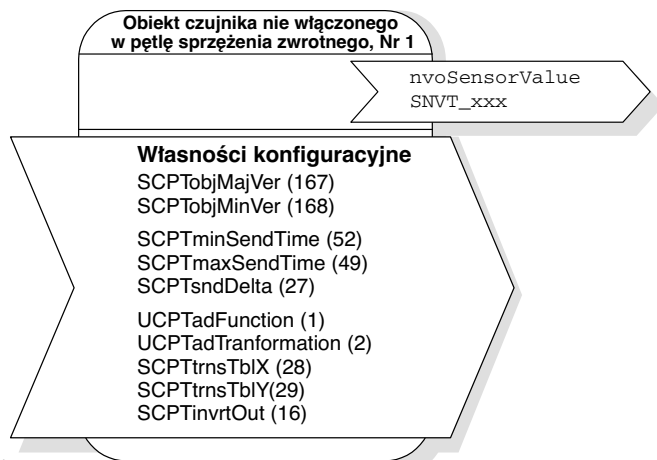 Obiekt czujnika nie włączonego
w pętlę sprzężenia zwrotnego, Nr 1
nvoSensorValue
SNVT_xxx
Własności konfiguracyjne
SCPTobjMajVer (167)
SCPTobjMinVer (168)
SCPTminSendTime (52)
SCPTmaxSendTime (49)
SCPTsndDelta (27)
UCPTadFunction (1)
UCPTadTranformation (2)
SCPTtrnsTblX (28)
SCPTtrnsTblY(29)
SCPTinvrtOut (16)